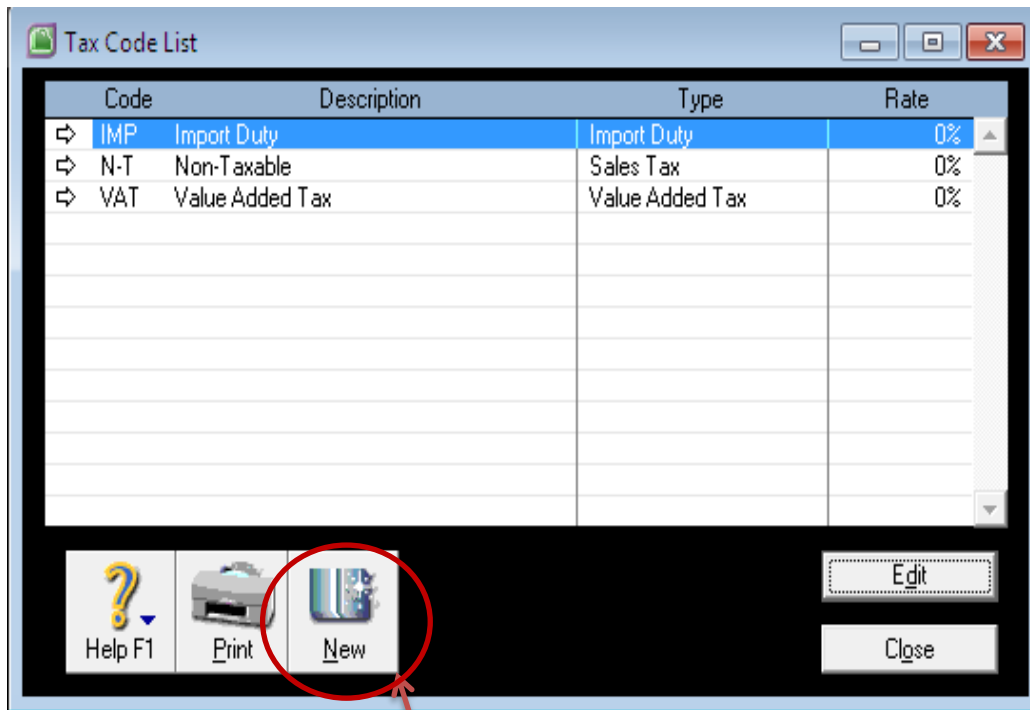 Tax Code List
Code Description Type Rate
IMP Import Duty Import Duty 0%
N-T Non-Taxable Sales Tax 0%
VAT Value Added Tax Value Added Tax 0%
Edit
Help F1 Print New Close